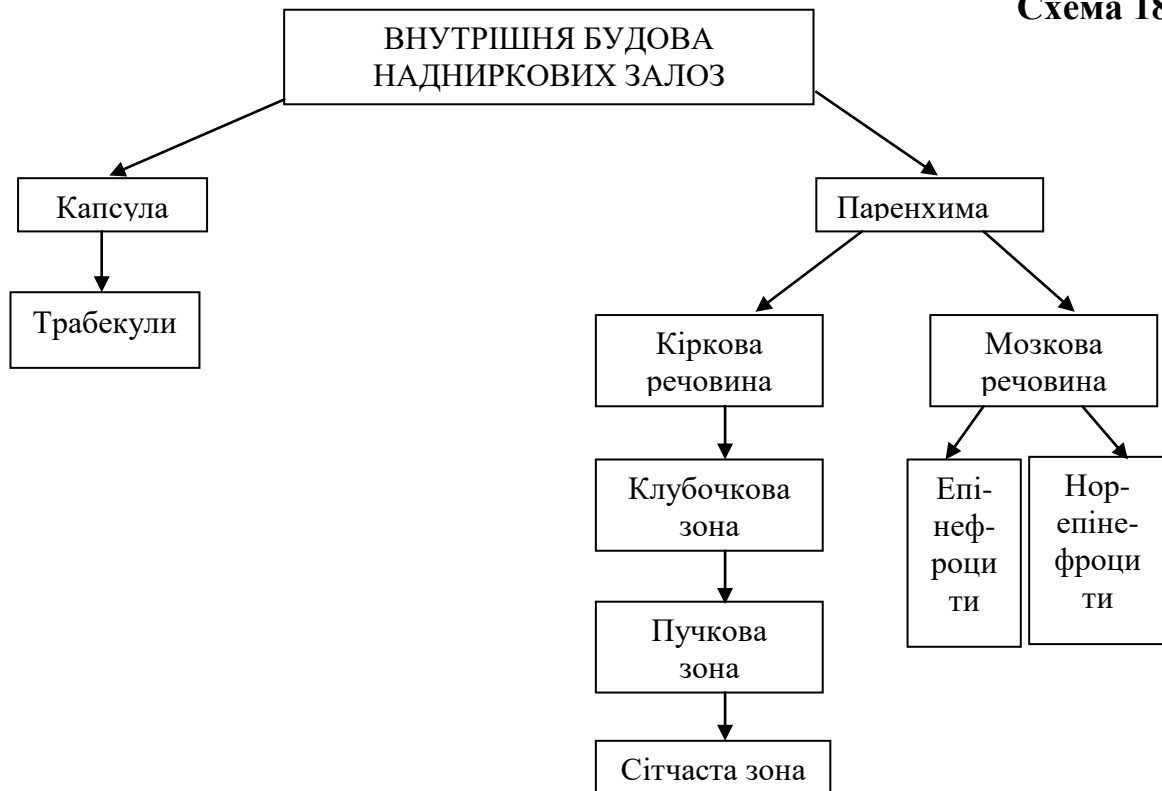 Схема 18
ВНУТРІШНЯ БУДОВА
НАДНИРКОВИХ ЗАЛОЗ
Капсула
Паренхима
Трабекули
Кіркова
речовина
Мозкова
речовина
Клубочкова
зона
Епі-
неф-
роци
ти
Нор-
епіне-
фроци
ти
Пучкова
зона
Сітчаста зона